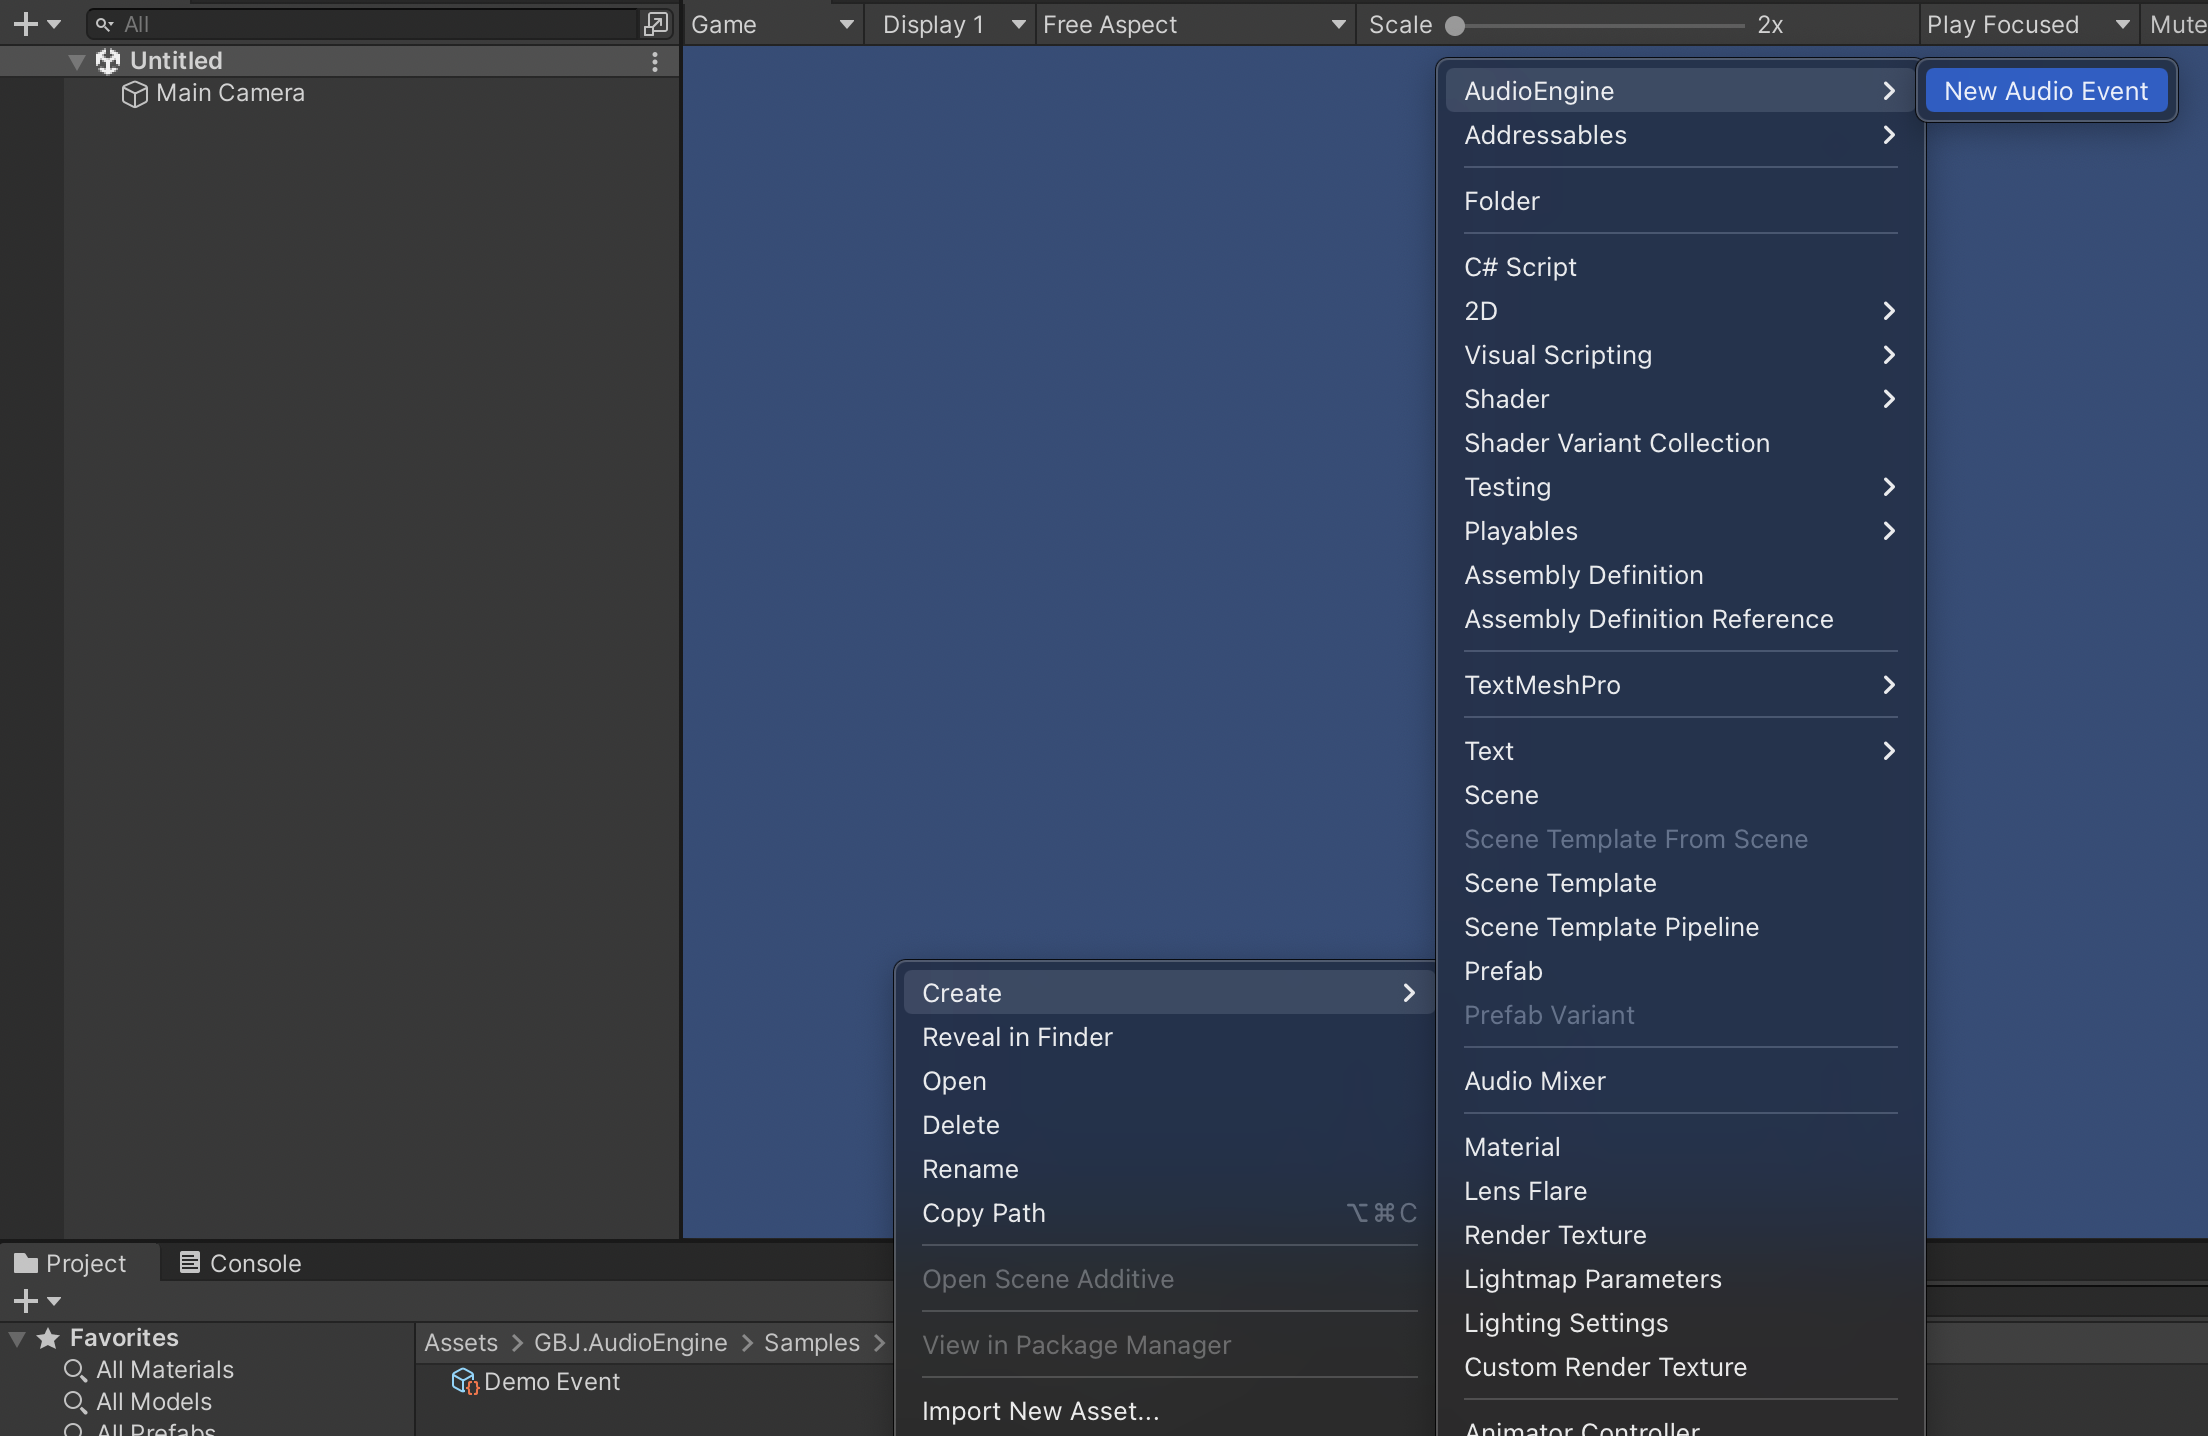 All
Game
Display 1
Free Aspect
Scale
2x
Play Focused
Mute
Untitled
Main Camera
AudioEngine
New Audio Event
Addressables
Folder
C# Script
2D
Visual Scripting
Shader
Shader Variant Collection
Testing
Playables
Assembly Definition
Assembly Definition Reference
TextMeshPro
Text
Scene
Scene Template From Scene
Scene Template
Scene Template Pipeline
Prefab
Prefab Variant
Audio Mixer
Material
Lens Flare
Render Texture
Lightmap Parameters
Lighting Settings
Custom Render Texture
Animator Controller
Create
Reveal in Finder
Open
Delete
Rename
Copy Path ⌥⌘C
Open Scene Additive
View in Package Manager
Import New Asset...
Project
Console
Favorites
All Materials
All Models
All Prefabs
Assets > GBJ.AudioEngine > Samples >
Demo Event